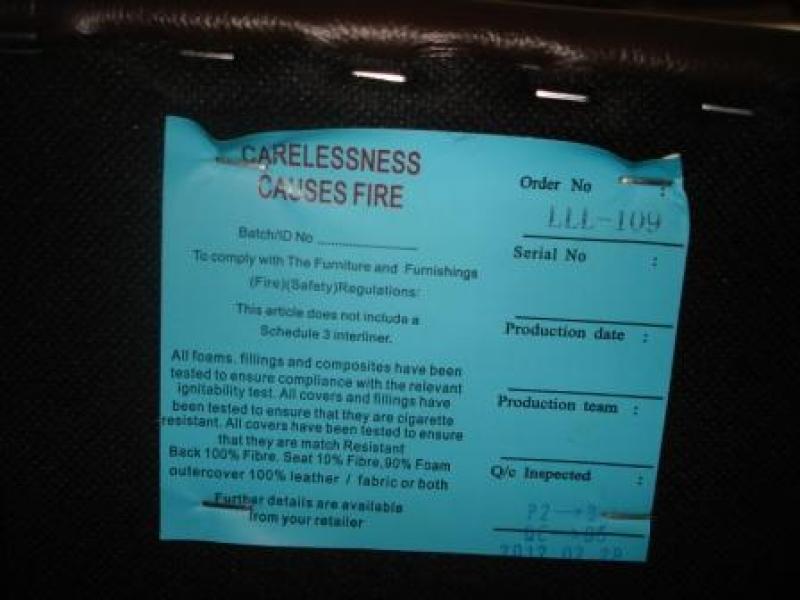 CARELESSNESS
CAUSES FIRE
Batch/ID No ....................
To comply with The Furniture and Furnishings
(Fire)(Safety)Regulations:
This article does not include a
Schedule 3 interliner.
All foams, fillings and composites have been
tested to ensure compliance with the relevant
ignitability test. All covers and fillings have
been tested to ensure that they are cigarette
resistant. All covers have been tested to ensure
that they are match Resistant
Back 100% Fibre, Seat 10% Fibre,90% Foam
outercover 100% leather / fabric or both
Further details are available
from your retailer
Order No :
LLL-109
Serial No :
Production date :
Production team :
Q/c Inspected :
P2
QC